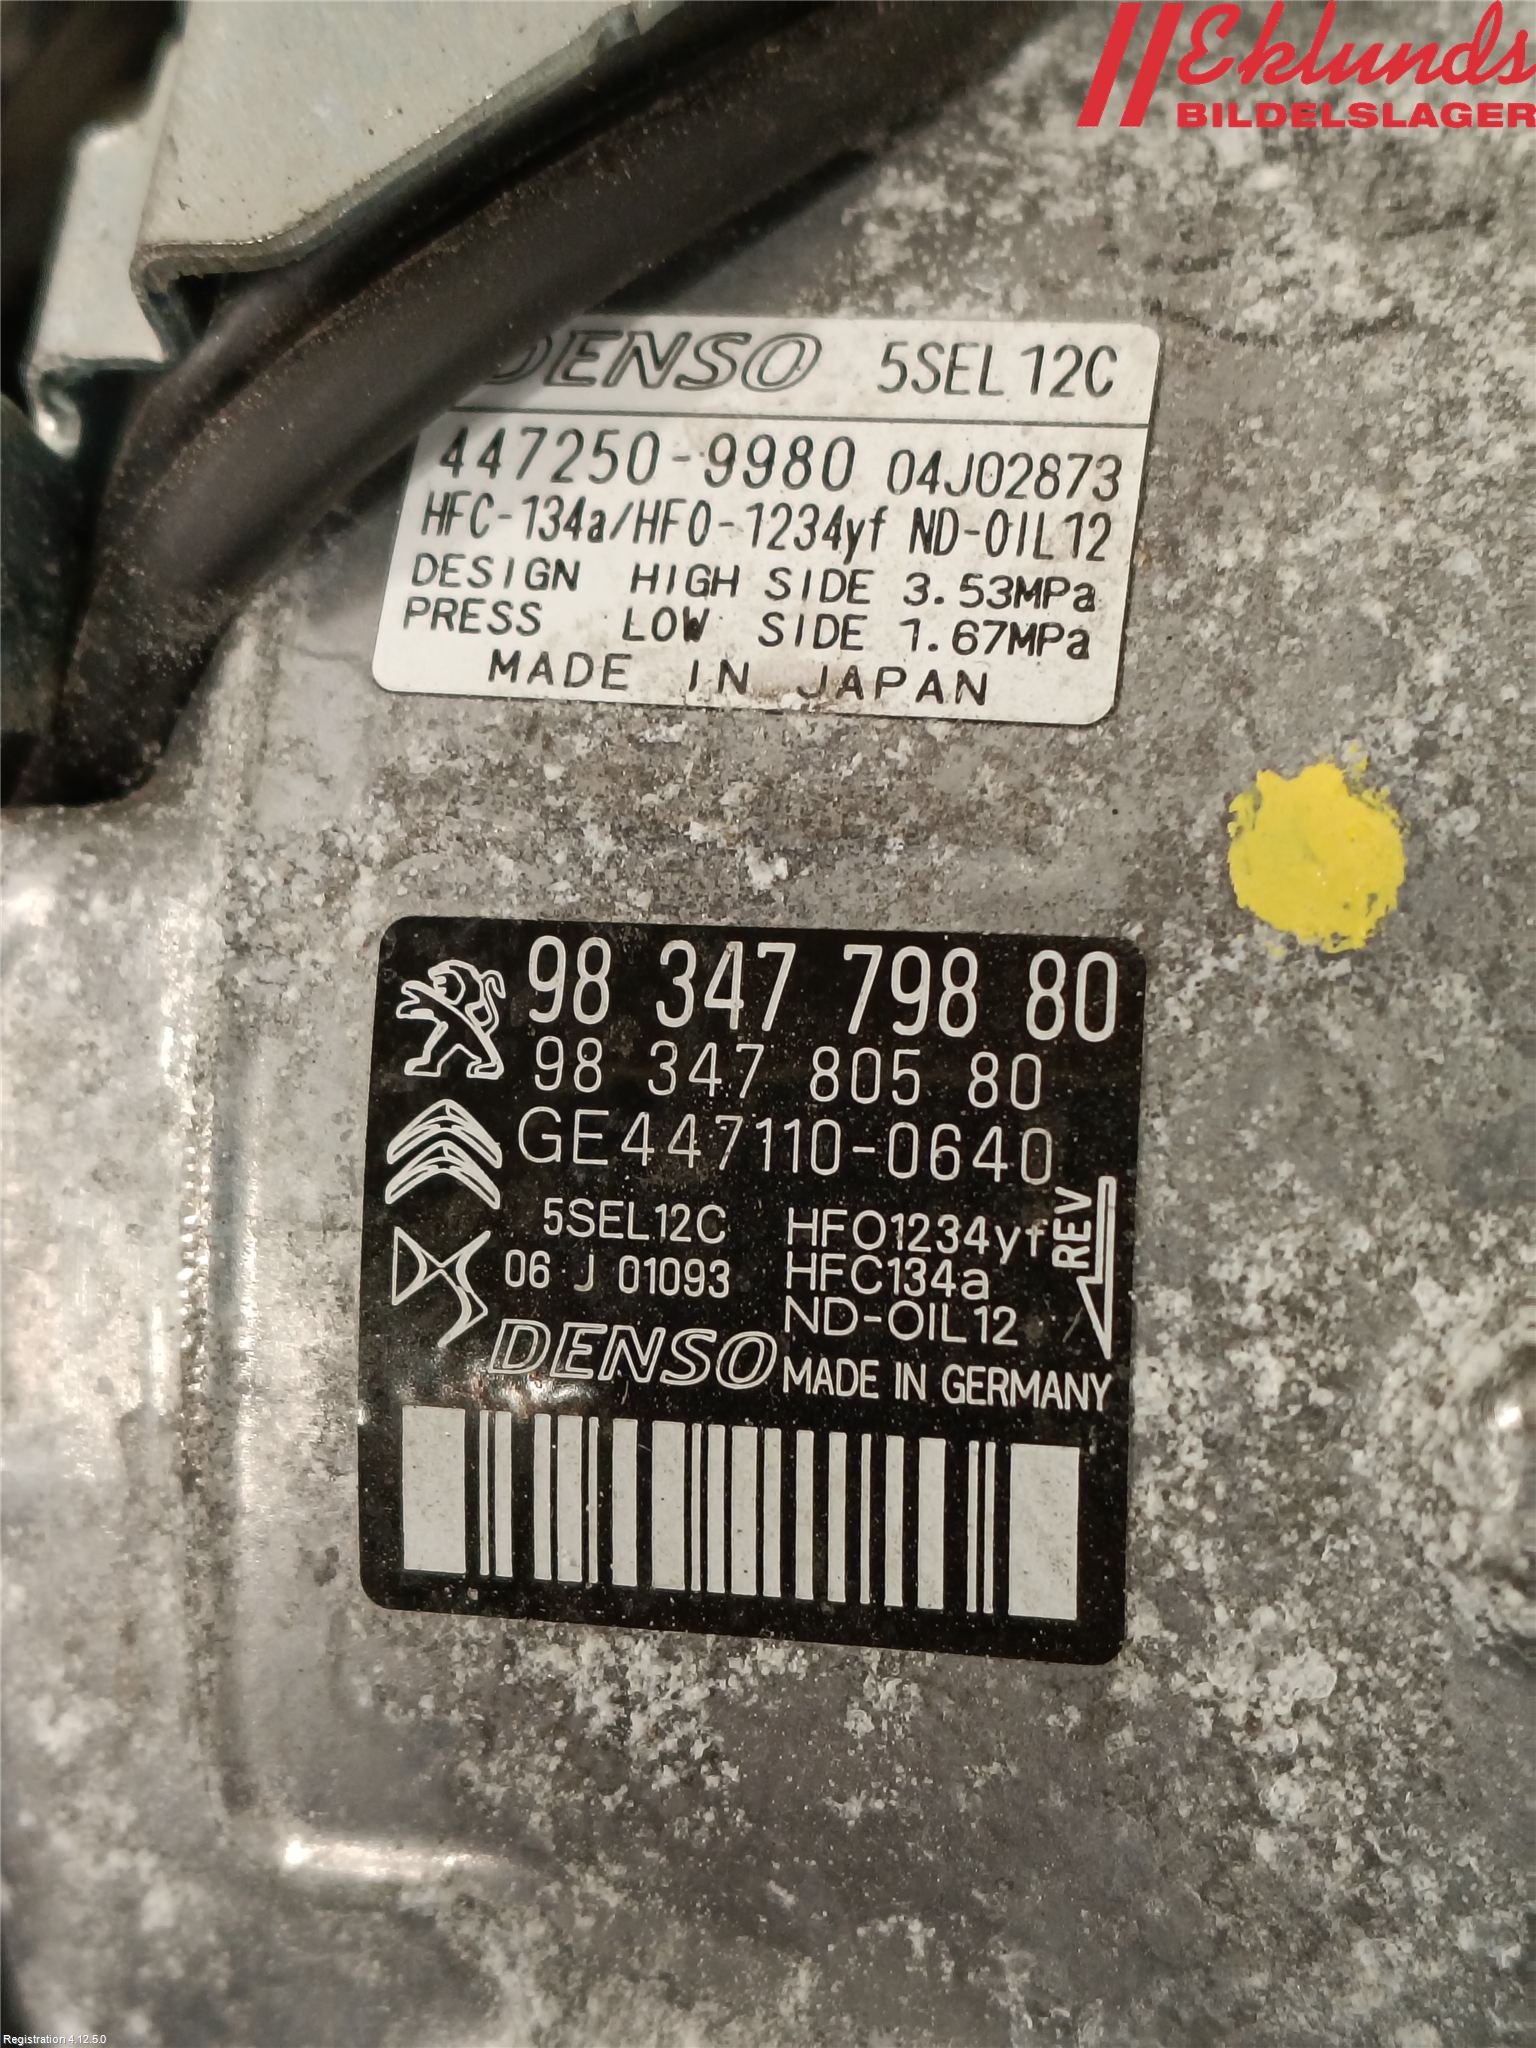 Eklunds
BILDELSLAGER
DENSO 5SEL12C
447250-9980 04J02873
HFC-134a/HFO-1234yf ND-OIL12
DESIGN HIGH SIDE 3.53MPa
PRESS LOW SIDE 1.67MPa
MADE IN JAPAN
98 347 798 80
98 347 805 80
GE447110-0640
5SEL12C HFO1234yf
06 J 01093 HFC134a
ND-OIL12
REV
DENSO MADE IN GERMANY
Registration 4.12.5.0